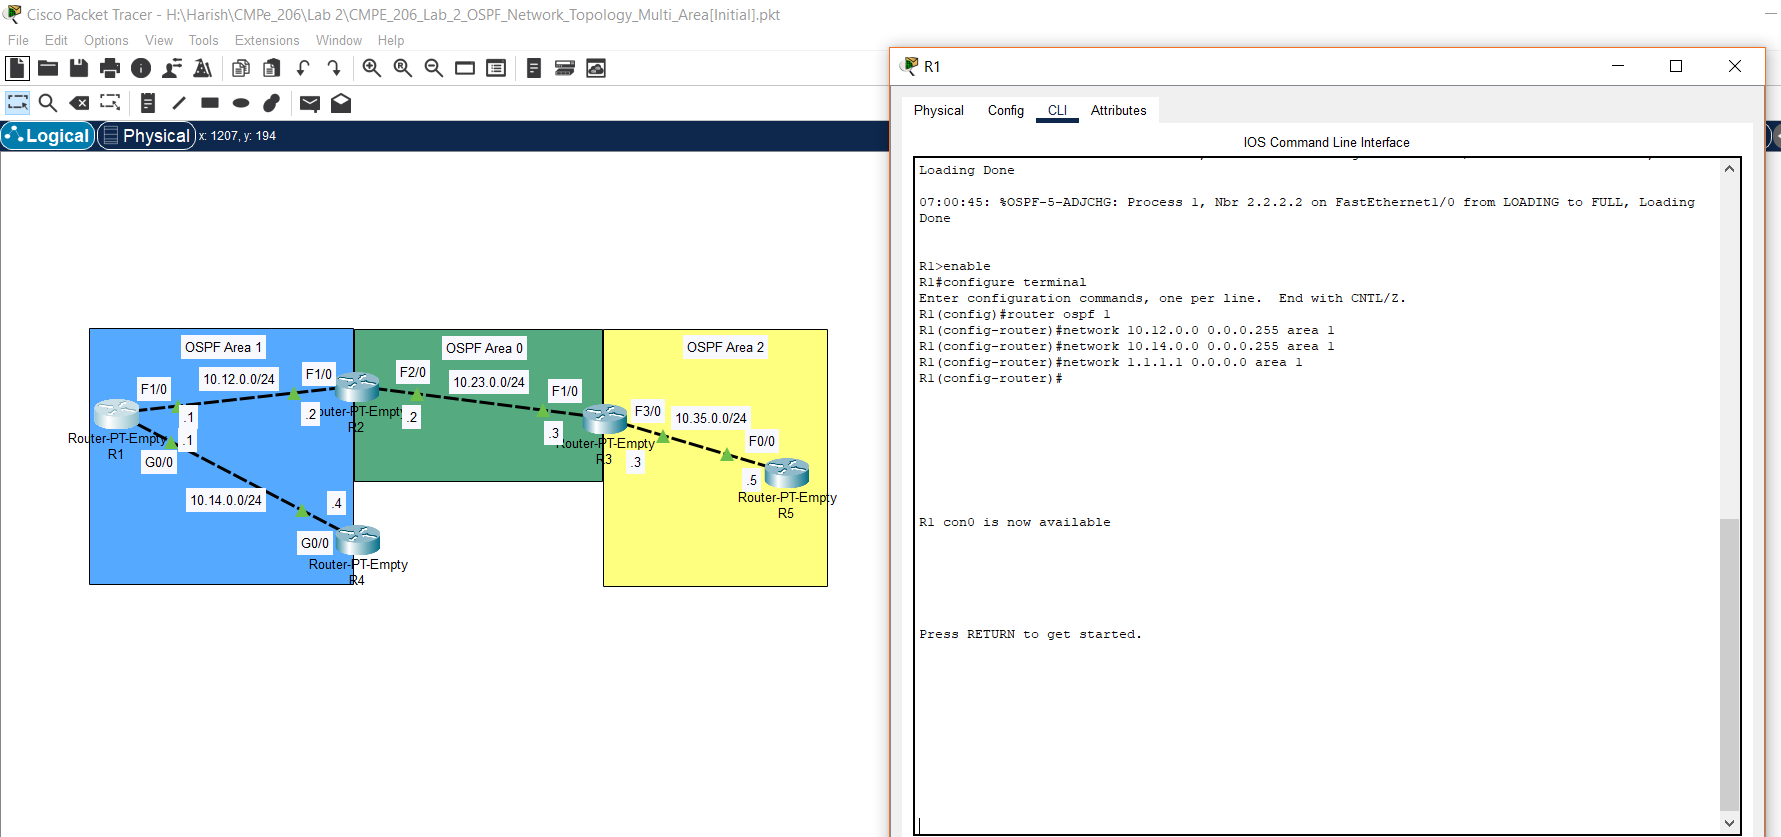 Cisco Packet Tracer - H:\Harish\CMPe_206\Lab 2\CMPE_206_Lab_2_OSPF_Network_Topology_Multi_Area[Initial].pkt
File Edit Options View Tools Extensions Window Help
Logical Physical x: 1207, y: 194
OSPF Area 1
OSPF Area 0
OSPF Area 2
F1/0
10.12.0.0/24
F1/0
F2/0
10.23.0.0/24
F1/0
F3/0
10.35.0.0/24
F0/0
.1
.1
.2
.2
.3
.3
.5
Router-PT-Empty
R1
outer-PT-Empty
R2
outer-PT-Empty
R3
Router-PT-Empty
R5
G0/0
10.14.0.0/24
.4
G0/0
Router-PT-Empty
R4
R1
Physical Config CLI Attributes
IOS Command Line Interface
Loading Done
07:00:45: %OSPF-5-ADJCHG: Process 1, Nbr 2.2.2.2 on FastEthernet1/0 from LOADING to FULL, Loading
Done
R1>enable
R1#configure terminal
Enter configuration commands, one per line.  End with CNTL/Z.
R1(config)#router ospf 1
R1(config-router)#network 10.12.0.0 0.0.0.255 area 1
R1(config-router)#network 10.14.0.0 0.0.0.255 area 1
R1(config-router)#network 1.1.1.1 0.0.0.0 area 1
R1(config-router)#
R1 con0 is now available
Press RETURN to get started.